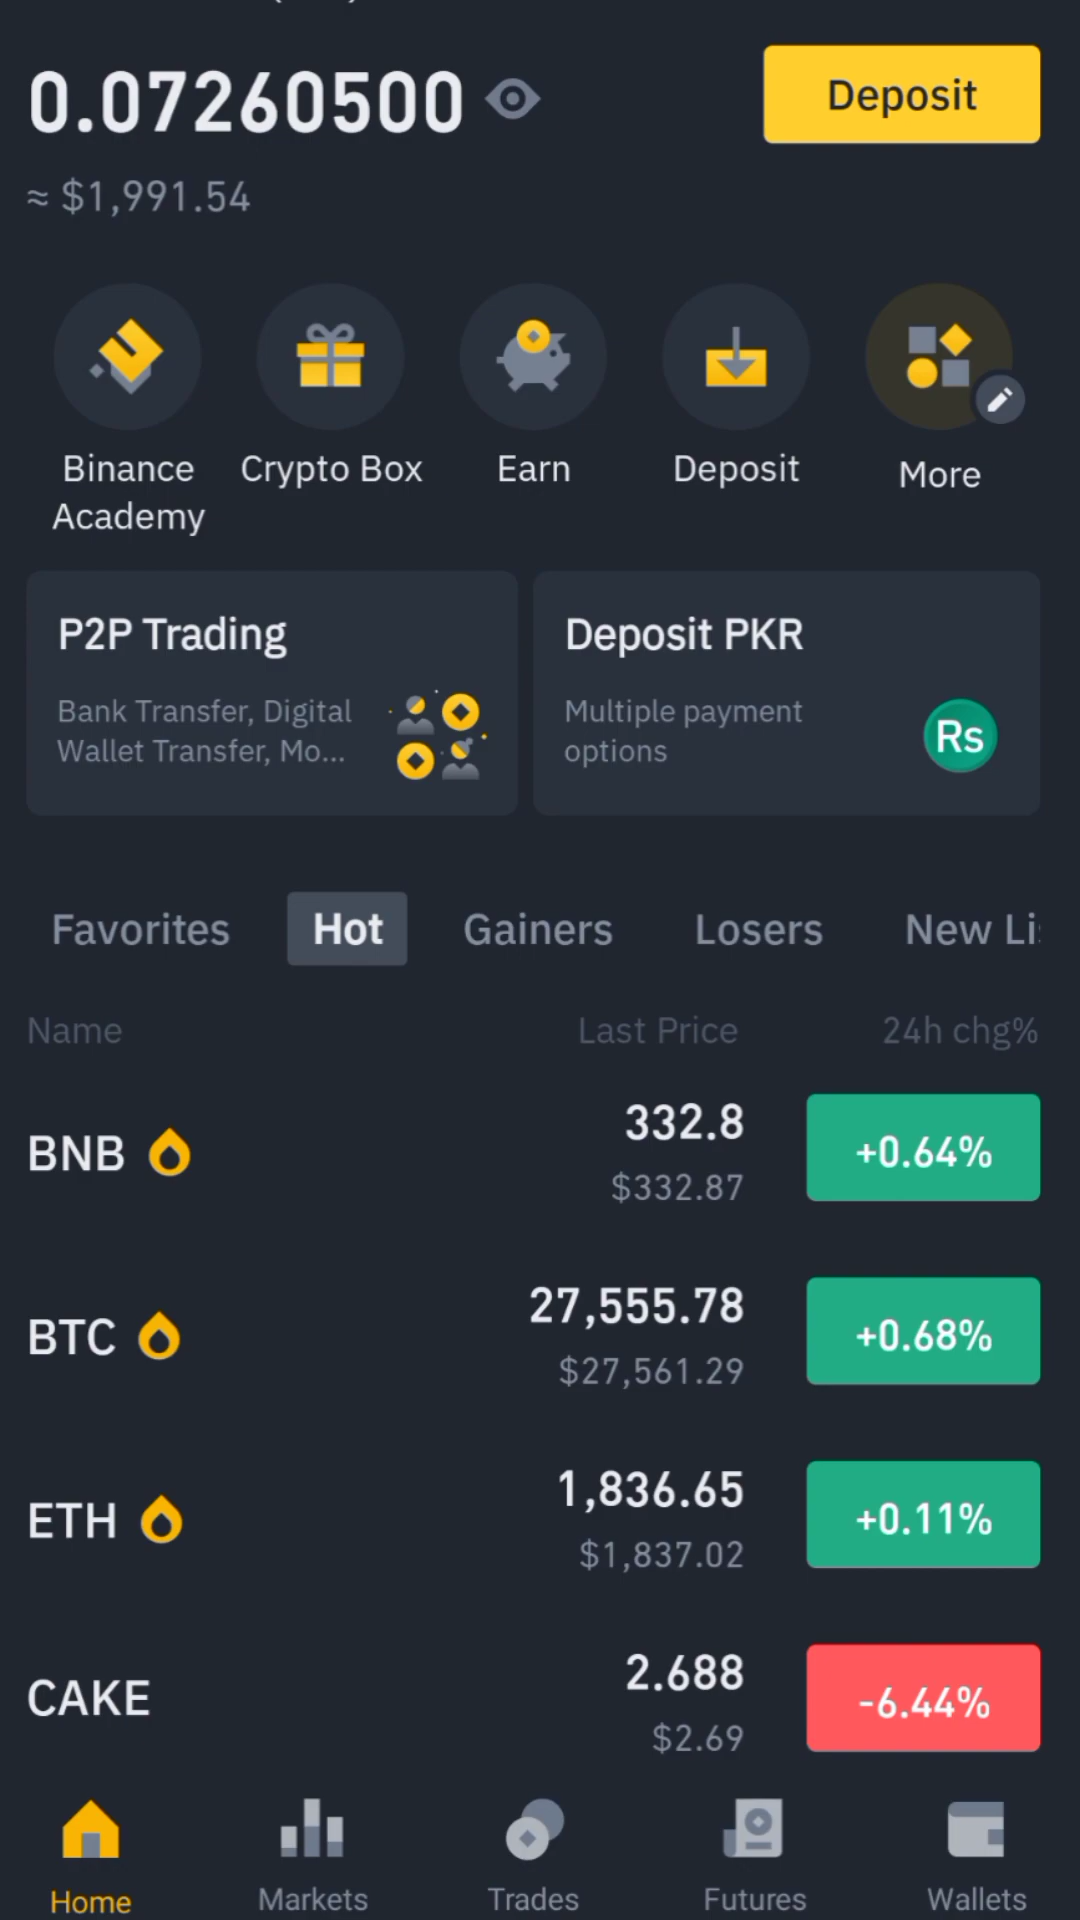 0.07260500
Deposit
≈ $1,991.54
Binance Academy
Crypto Box
Earn
Deposit
More
P2P Trading
Bank Transfer, Digital
Wallet Transfer, Mo...
Deposit PKR
Multiple payment
options
Rs
Favorites Hot Gainers Losers New Li
Name Last Price 24h chg%
BNB 332.8 +0.64%
$332.87
BTC 27,555.78 +0.68%
$27,561.29
ETH 1,836.65 +0.11%
$1,837.02
CAKE 2.688 -6.44%
$2.69
Home Markets Trades Futures Wallets